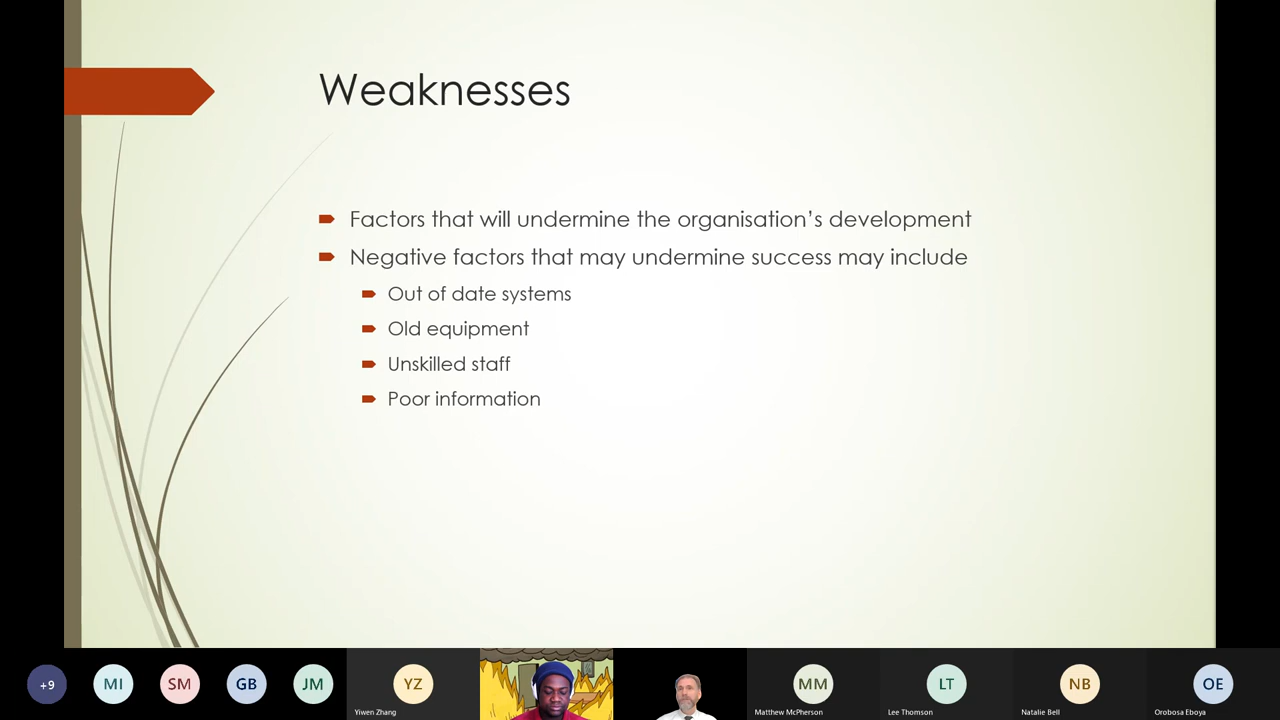 Weaknesses
Factors that will undermine the organisation's development
Negative factors that may undermine success may include
Out of date systems
Old equipment
Unskilled staff
Poor information
+9
MI
SM
GB
JM
YZ
MM
LT
NB
OE
Yiwen Zhang
Matthew McPherson
Lee Thomson
Natalie Bell
Orobosa Eboya